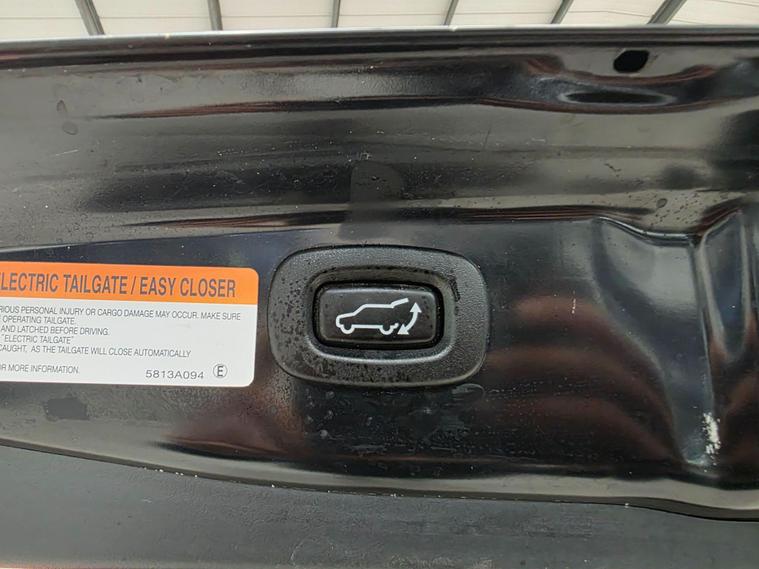 ELECTRIC TAILGATE / EASY CLOSER
RIOUS PERSONAL INJURY OR CARGO DAMAGE MAY OCCUR. MAKE SURE
OPERATING TAILGATE.
AND LATCHED BEFORE DRIVING.
"ELECTRIC TAILGATE"
CAUGHT, AS THE TAILGATE WILL CLOSE AUTOMATICALLY
OR MORE INFORMATION.
5813A094 E